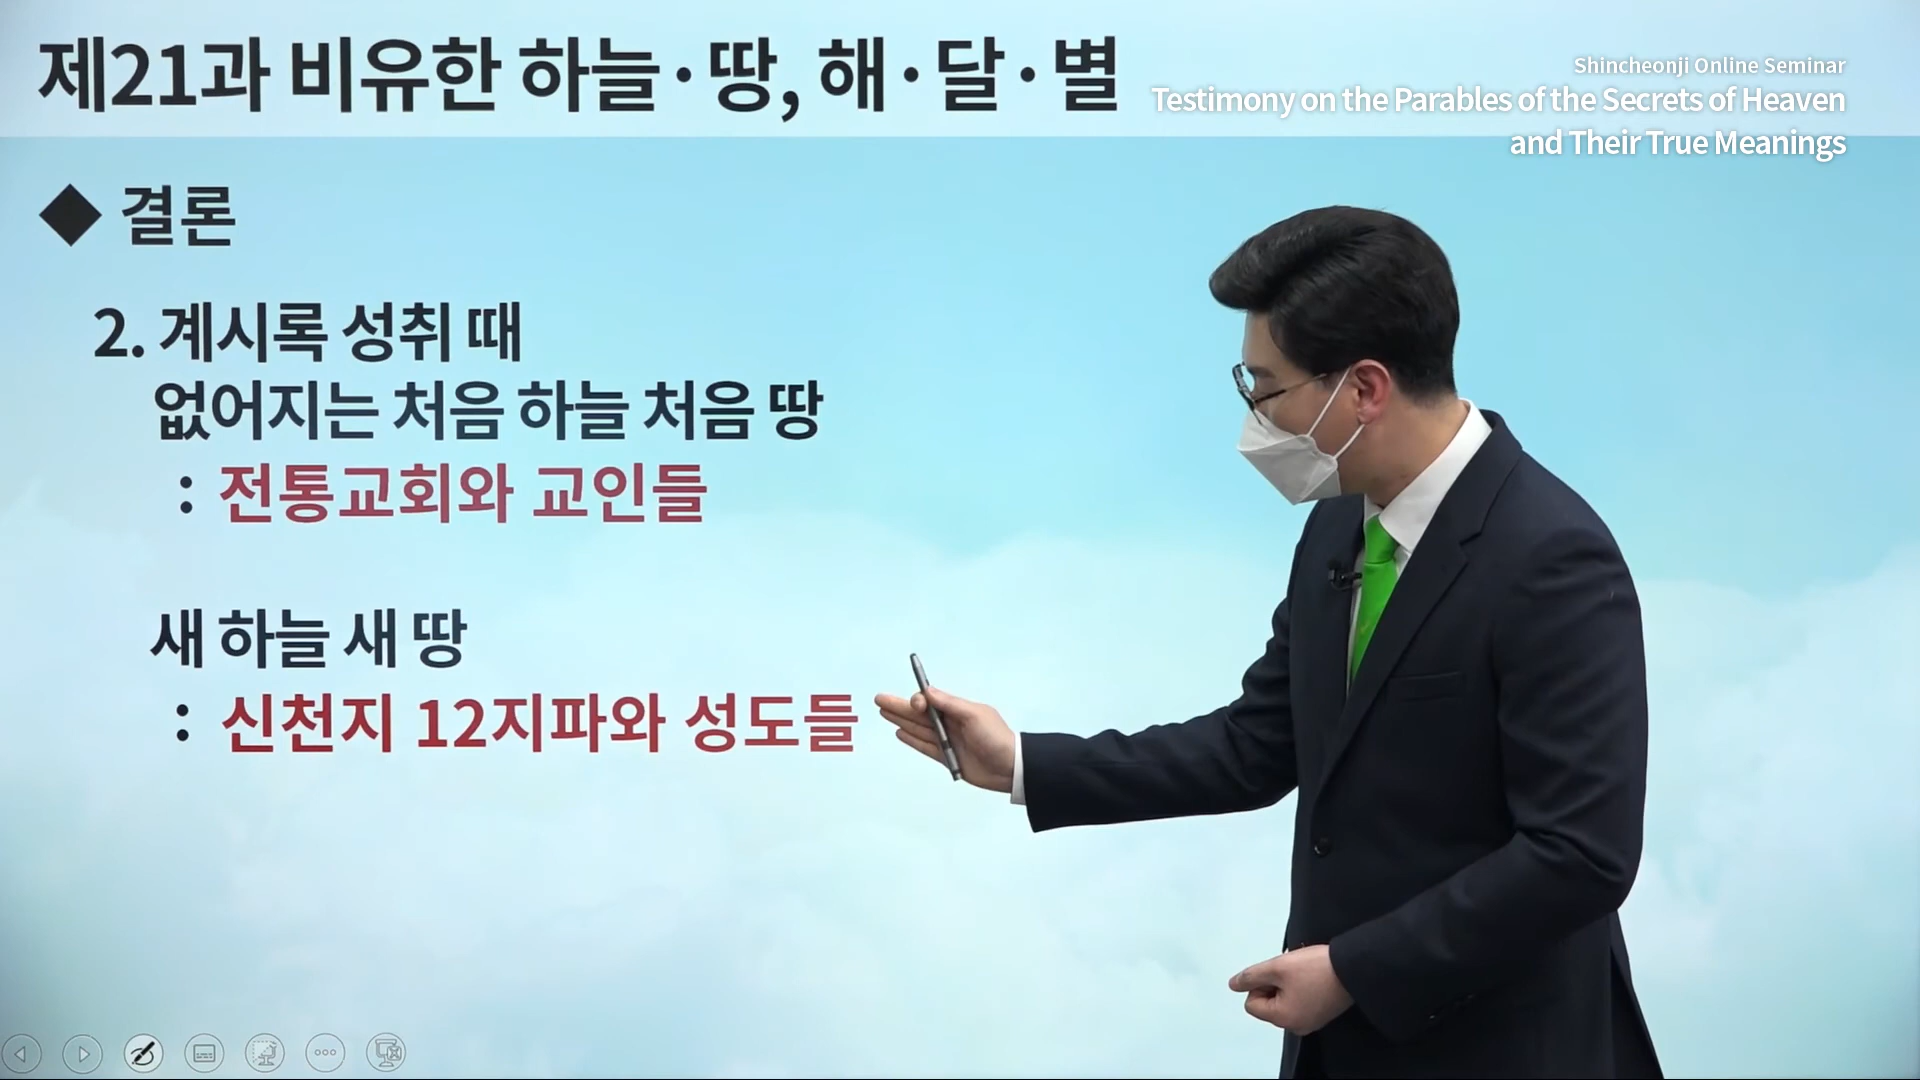 제21과 비유한 하늘·땅, 해·달·별
Shincheonji Online Seminar
Testimony on the Parables of the Secrets of Heaven
and Their True Meanings
◆ 결론
2. 계시록 성취 때
없어지는 처음 하늘 처음 땅
: 전통교회와 교인들
새 하늘 새 땅
: 신천지 12지파와 성도들